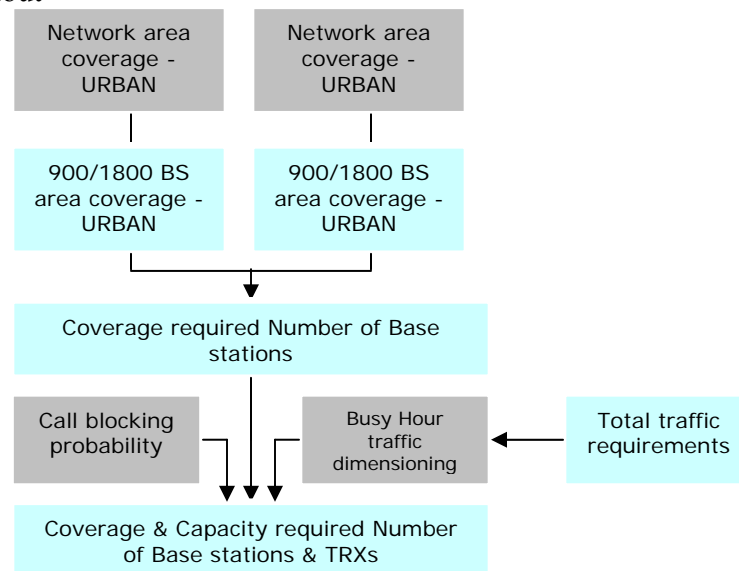 Network area
coverage -
URBAN
Network area
coverage -
URBAN
900/1800 BS
area coverage -
URBAN
900/1800 BS
area coverage -
URBAN
Coverage required Number of Base
stations
Call blocking
probability
Busy Hour
traffic
dimensioning
Total traffic
requirements
Coverage & Capacity required Number
of Base stations & TRXs